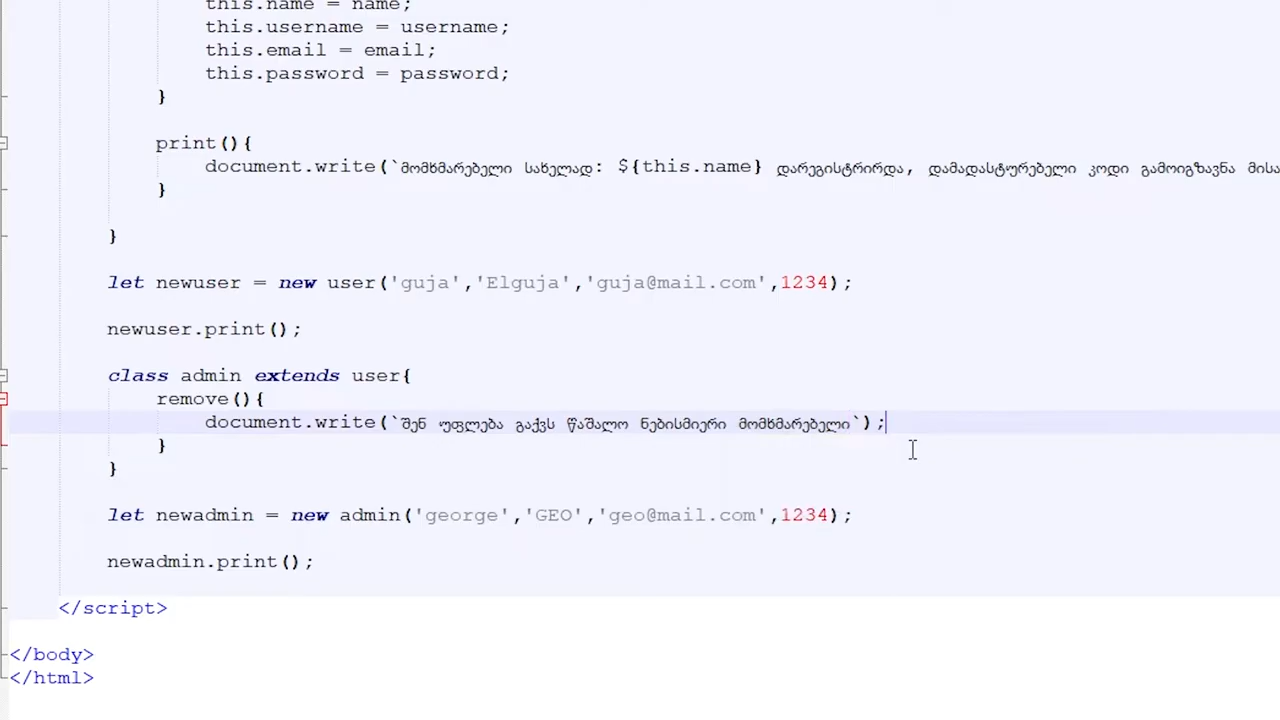 this.name = name;
this.username = username;
this.email = email;
this.password = password;
}
print(){
document.write(`მომხმარებელი სახელად: ${this.name} დარეგისტრირდა, დამადასტურებელი კოდი გამოიგზავნა მისა
}
}
let newuser = new user('guja','Elguja','guja@mail.com',1234);
newuser.print();
class admin extends user{
remove(){
document.write(`შენ უფლება გაქვს წაშალო ნებისმიერი მომხმარებელი`);
}
}
let newadmin = new admin('george','GEO','geo@mail.com',1234);
newadmin.print();
</script>
</body>
</html>